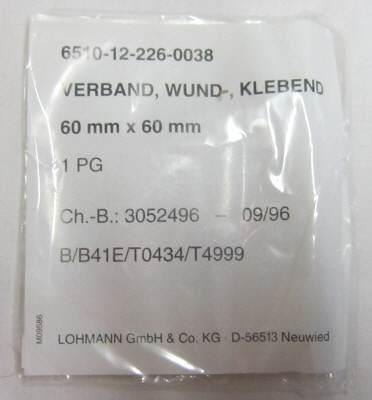 6510-12-226-0038
VERBAND, WUND-, KLEBEND
60 mm x 60 mm
1 PG
Ch.-B.: 3052496 – 09/96
B/B41E/T0434/T4999
M09586
LOHMANN GmbH & Co. KG · D-56513 Neuwied